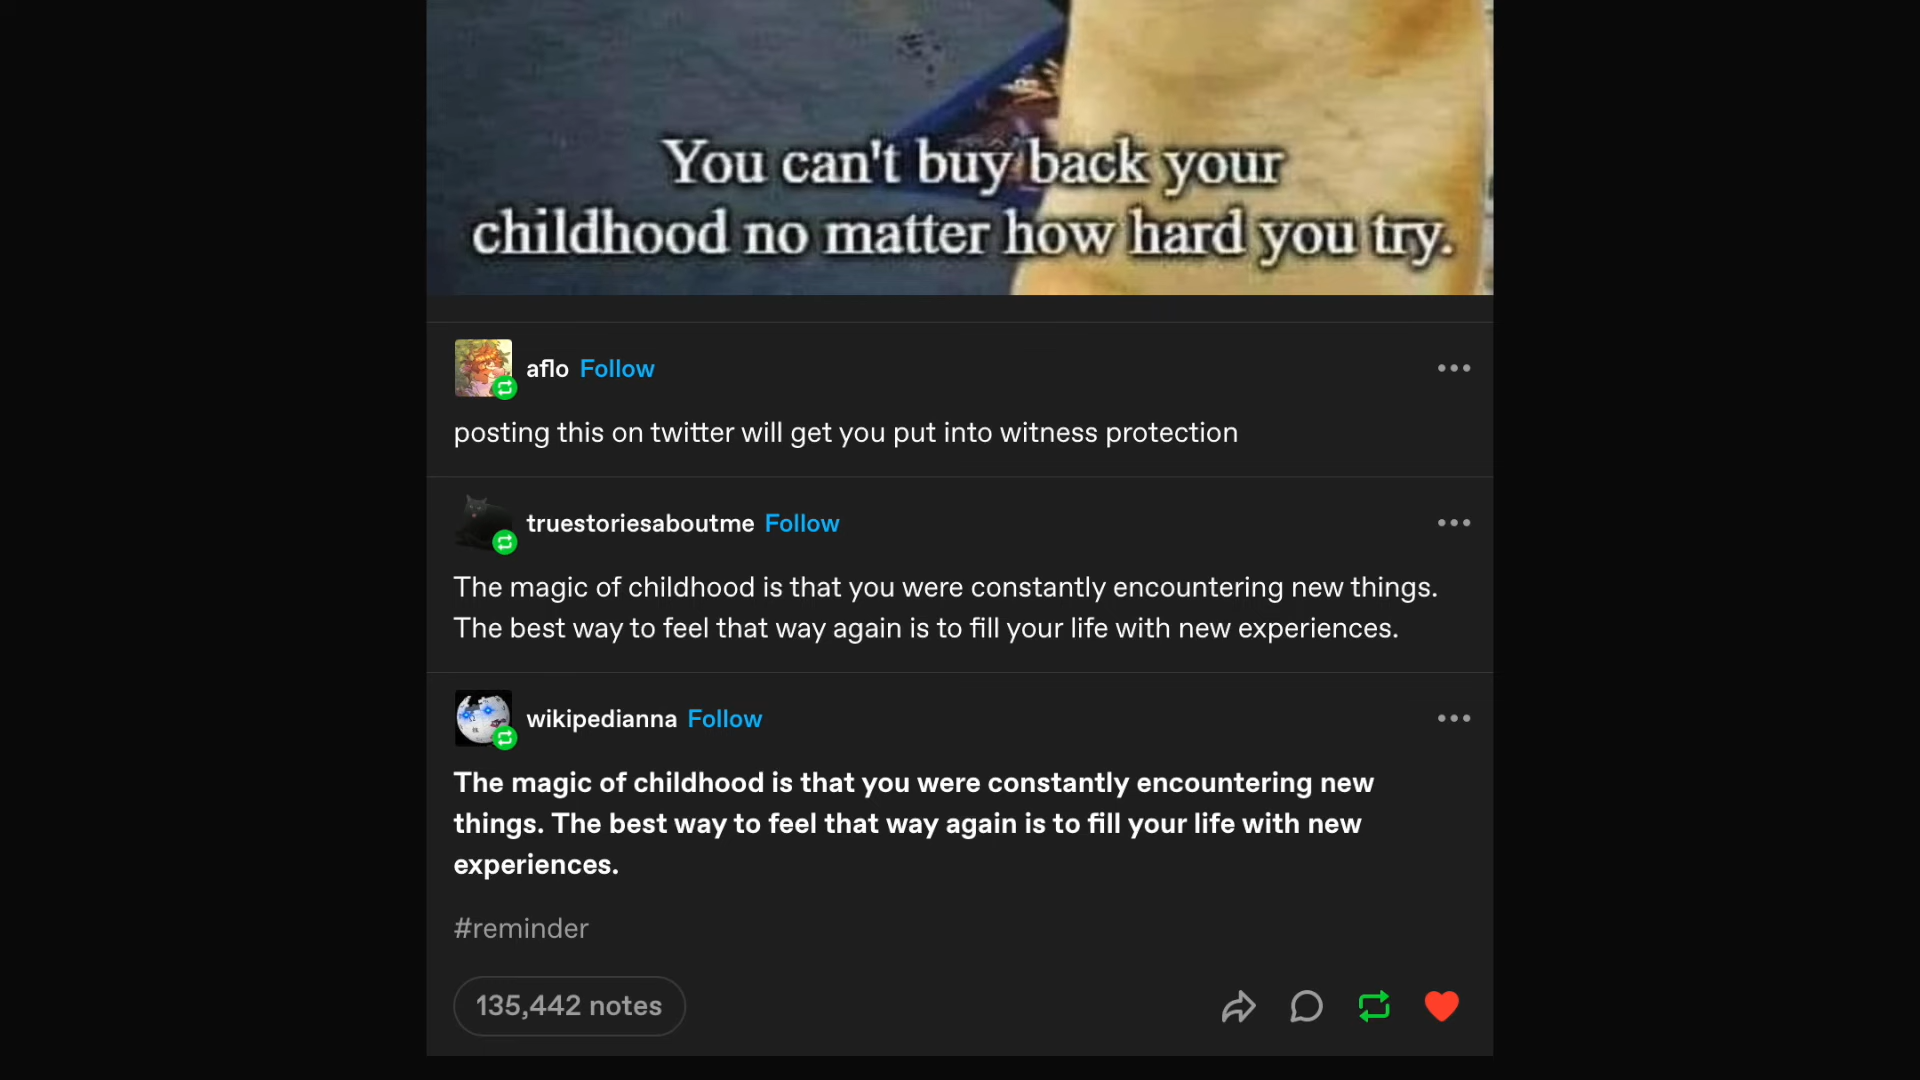 You can't buy back your
childhood no matter how hard you try.
aflo Follow
posting this on twitter will get you put into witness protection
truestoriesaboutme Follow
The magic of childhood is that you were constantly encountering new things.
The best way to feel that way again is to fill your life with new experiences.
wikipedianna Follow
The magic of childhood is that you were constantly encountering new
things. The best way to feel that way again is to fill your life with new
experiences.
#reminder
135,442 notes